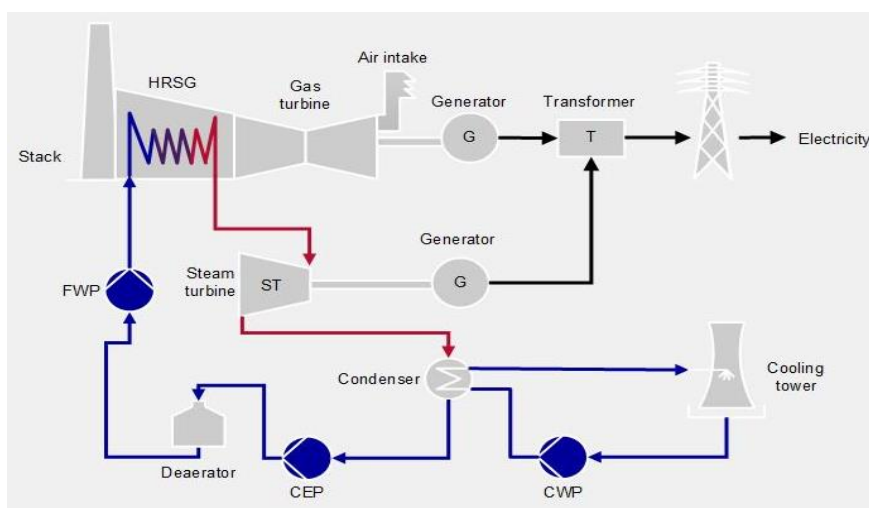 Air intake
HRSG
Gas
turbine
Generator
Transformer
G
T
Electricity
Stack
Generator
Steam
turbine
ST
G
FWP
Condenser
Cooling
tower
Deaerator
CEP
CWP